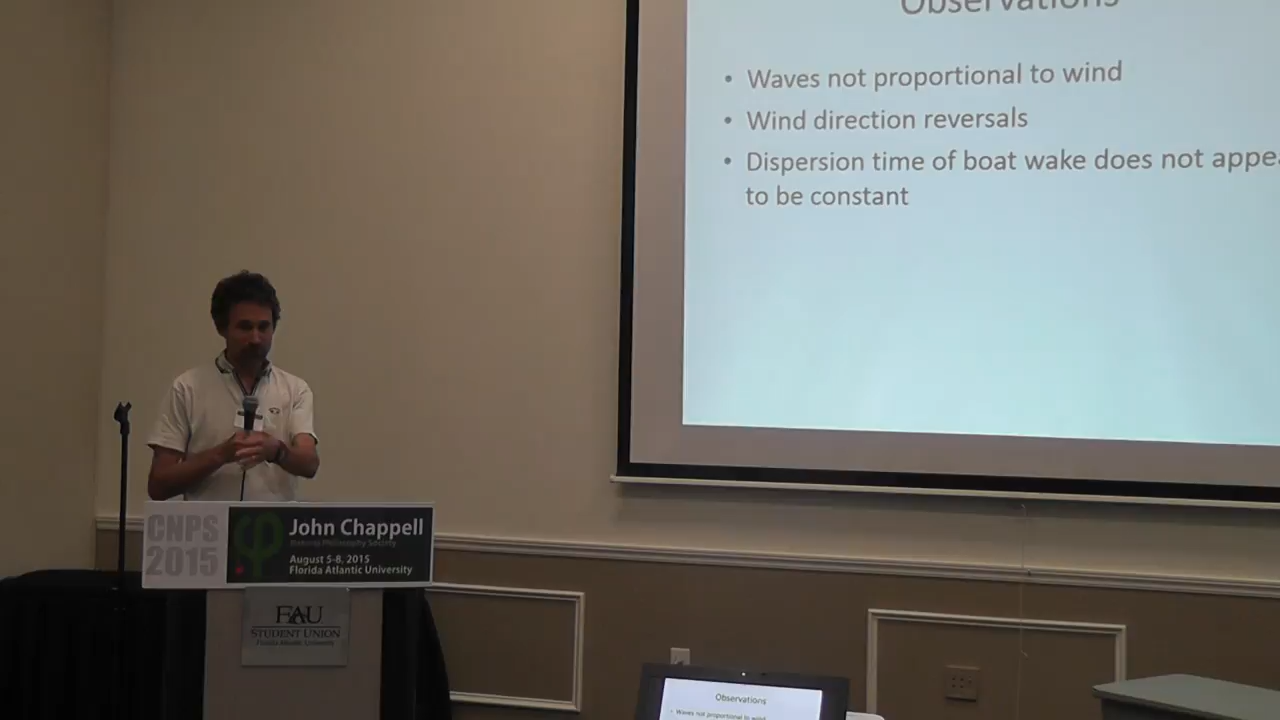 Observations
• Waves not proportional to wind
• Wind direction reversals
• Dispersion time of boat wake does not appea
to be constant
CNPS
2015
John Chappell
Natural Philosophy Society
August 5-8, 2015
Florida Atlantic University
FAU
STUDENT UNION
Florida Atlantic University
Observations
• Waves not proportional to wind